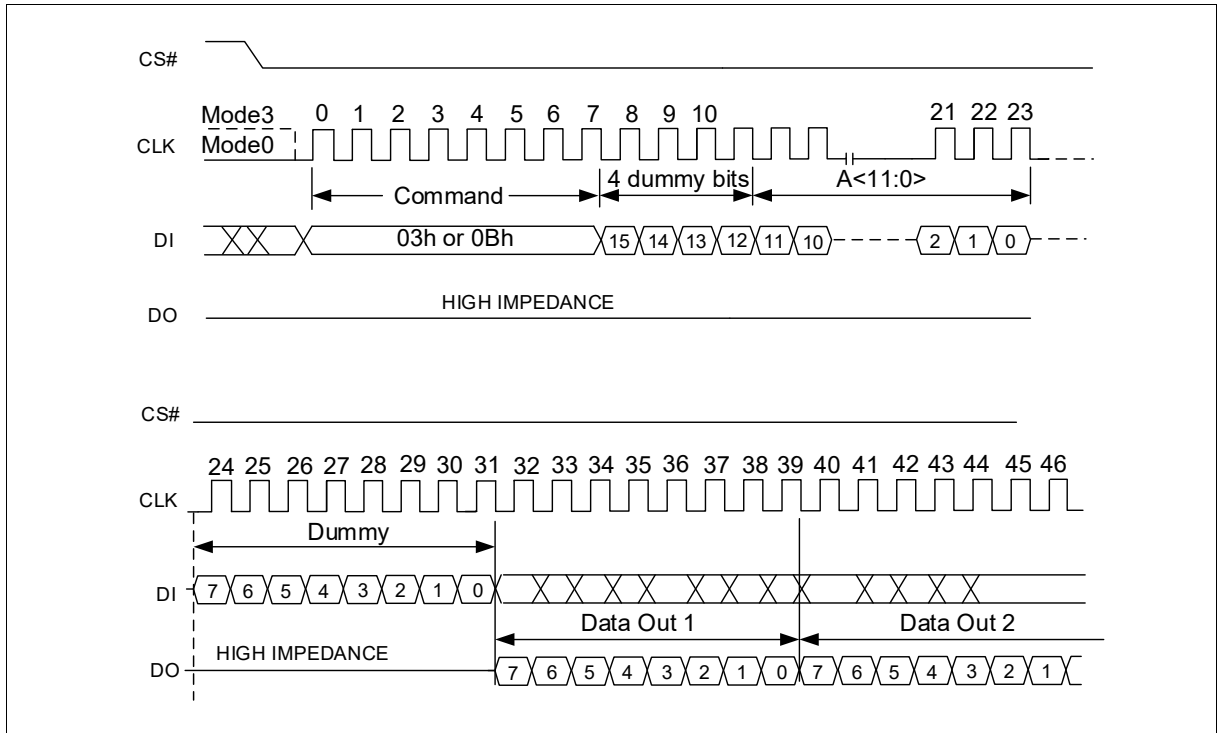 CS#
Mode3 0 1 2 3 4 5 6 7 8 9 10 21 22 23
CLK Mode0
Command 4 dummy bits A<11:0>
DI 03h or 0Bh 15 14 13 12 11 10 2 1 0
HIGH IMPEDANCE
DO
CS#
24 25 26 27 28 29 30 31 32 33 34 35 36 37 38 39 40 41 42 43 44 45 46
CLK
Dummy
DI 7 6 5 4 3 2 1 0
Data Out 1 Data Out 2
HIGH IMPEDANCE
DO 7 6 5 4 3 2 1 0 7 6 5 4 3 2 1